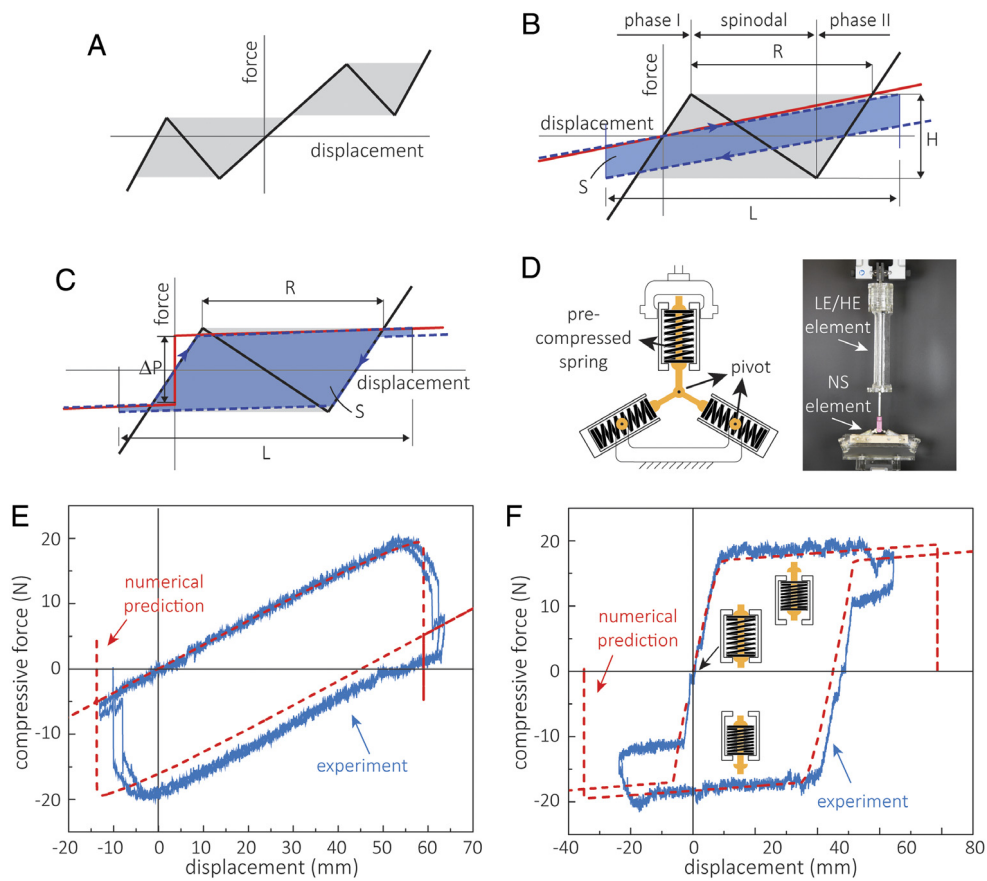 A
force
displacement
B
phase I
spinodal
phase II
R
force
displacement
S
H
L
C
force
R
ΔP
displacement
S
L
D
pre-
compressed
spring
pivot
LE/HE
element
NS
element
E
compressive force (N)
20
10
0
-10
-20
numerical
prediction
experiment
-20
-10
0
10
20
30
40
50
60
70
displacement (mm)
F
compressive force (N)
20
10
0
-10
-20
numerical
prediction
experiment
-40
-20
0
20
40
60
80
displacement (mm)